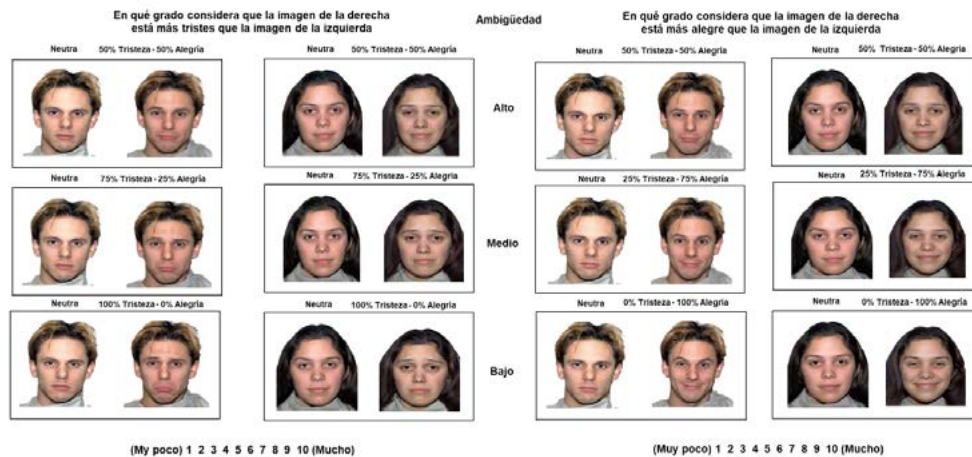 En qué grado considera que la imagen de la derecha
está más tristes que la imagen de la izquierda
Ambigüedad
En qué grado considera que la imagen de la derecha
está más alegre que la imagen de la izquierda
Neutra 50% Tristeza - 50% Alegría
50% Tristeza - 50% Alegría
Neutra 50% Tristeza - 50% Alegría
Neutra 50% Tristeza - 50% Alegría
Neutra
Alto
Neutra 75% Tristeza - 25% Alegría
Neutra 75% Tristeza - 25% Alegría
Neutra 25% Tristeza - 75% Alegría
Neutra 25% Tristeza - 75% Alegría
Medio
Neutra 100% Tristeza - 0% Alegría
Neutra 100% Tristeza - 0% Alegría
Neutra 0% Tristeza - 100% Alegría
Neutra 0% Tristeza - 100% Alegría
Bajo
(My poco) 1 2 3 4 5 6 7 8 9 10 (Mucho)
(Muy poco) 1 2 3 4 5 6 7 8 9 10 (Mucho)